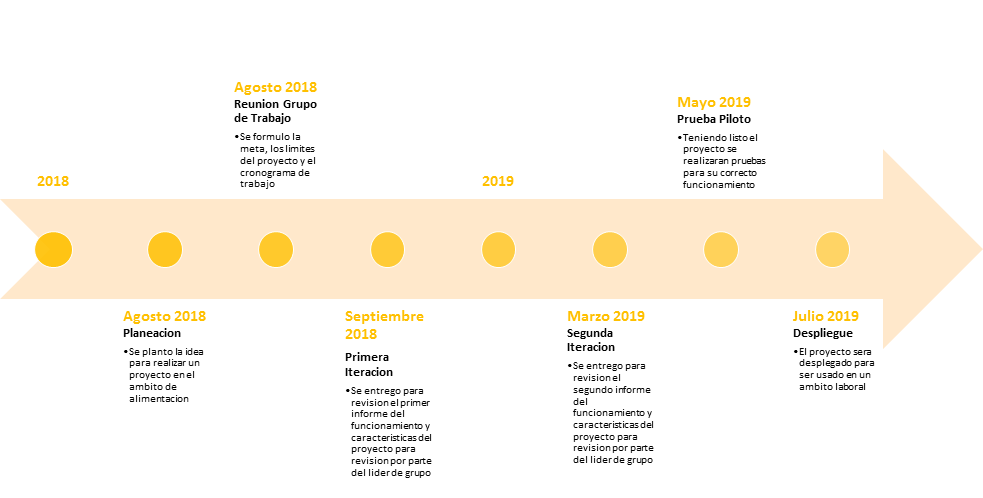 2018
Agosto 2018
Planeacion
•Se planto la idea
para realizar un
proyecto en el
ambito de
alimentacion
Agosto 2018
Reunion Grupo
de Trabajo
•Se formulo la
meta, los limites
del proyecto y el
cronograma de
trabajo
Septiembre
2018
Primera
Iteracion
•Se entrego para
revision el primer
informe del
funcionamiento y
caracteristicas del
proyecto para
revision por parte
del lider de grupo
2019
Marzo 2019
Segunda
Iteracion
•Se entrego para
revision el
segundo informe
del
funcionamiento y
caracteristicas del
proyecto para
revision por parte
del lider de grupo
Mayo 2019
Prueba Piloto
•Teniendo listo el
proyecto se
realizaran pruebas
para su correcto
funcionamiento
Julio 2019
Despliegue
•El proyecto sera
desplegado para
ser usado en un
ambito laboral